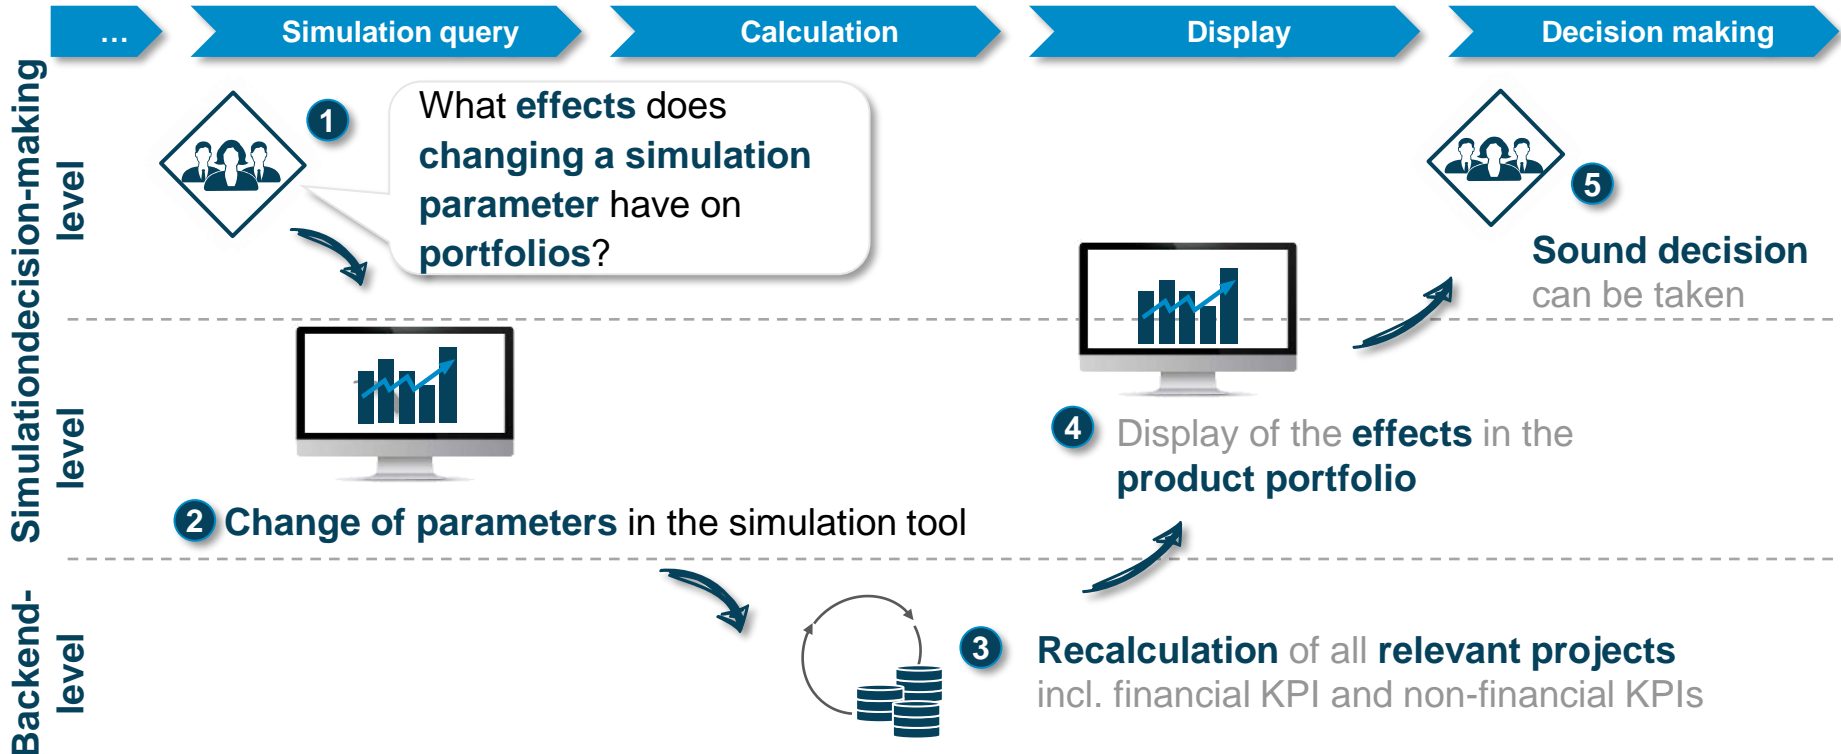 ...
Simulation query
Calculation
Display
Decision making
decision-making
level
1
What effects does
changing a simulation
parameter have on
portfolios?
5
Sound decision
can be taken
Simulation
level
2 Change of parameters in the simulation tool
4 Display of the effects in the
product portfolio
Backend-
level
3 Recalculation of all relevant projects
incl. financial KPI and non-financial KPIs